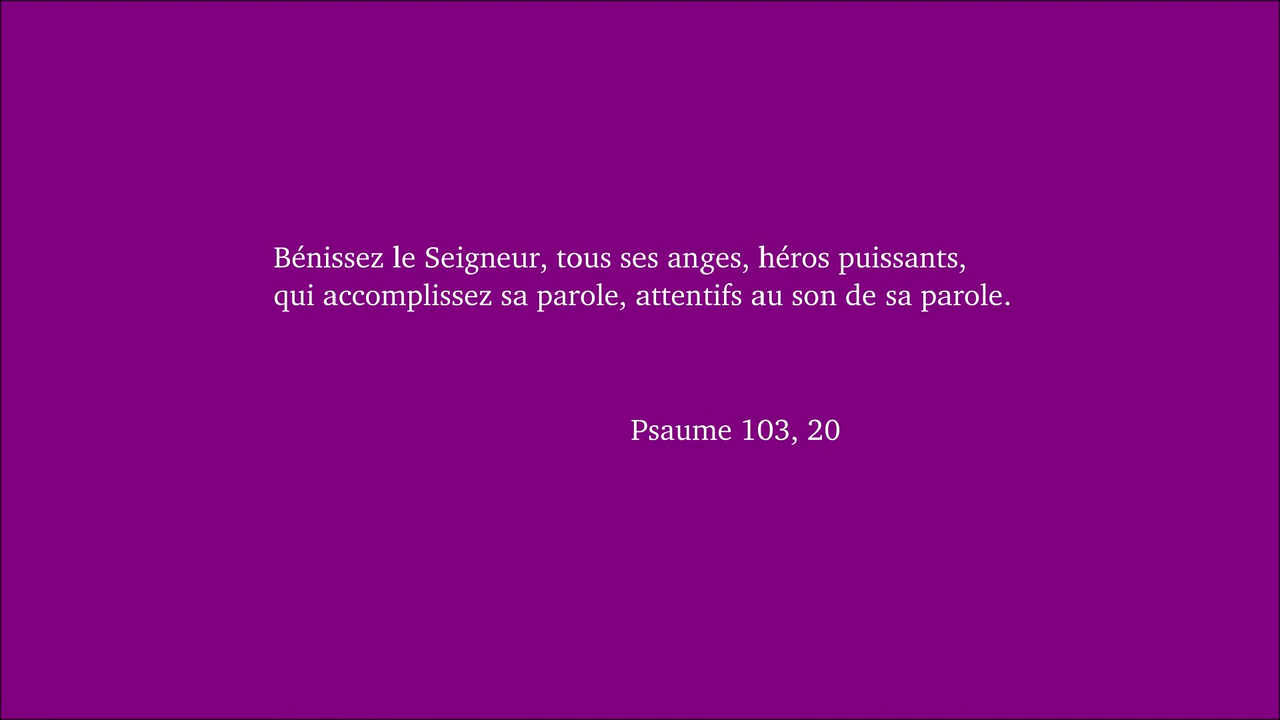 Bénissez le Seigneur, tous ses anges, héros puissants,
qui accomplissez sa parole, attentifs au son de sa parole.
Psaume 103, 20